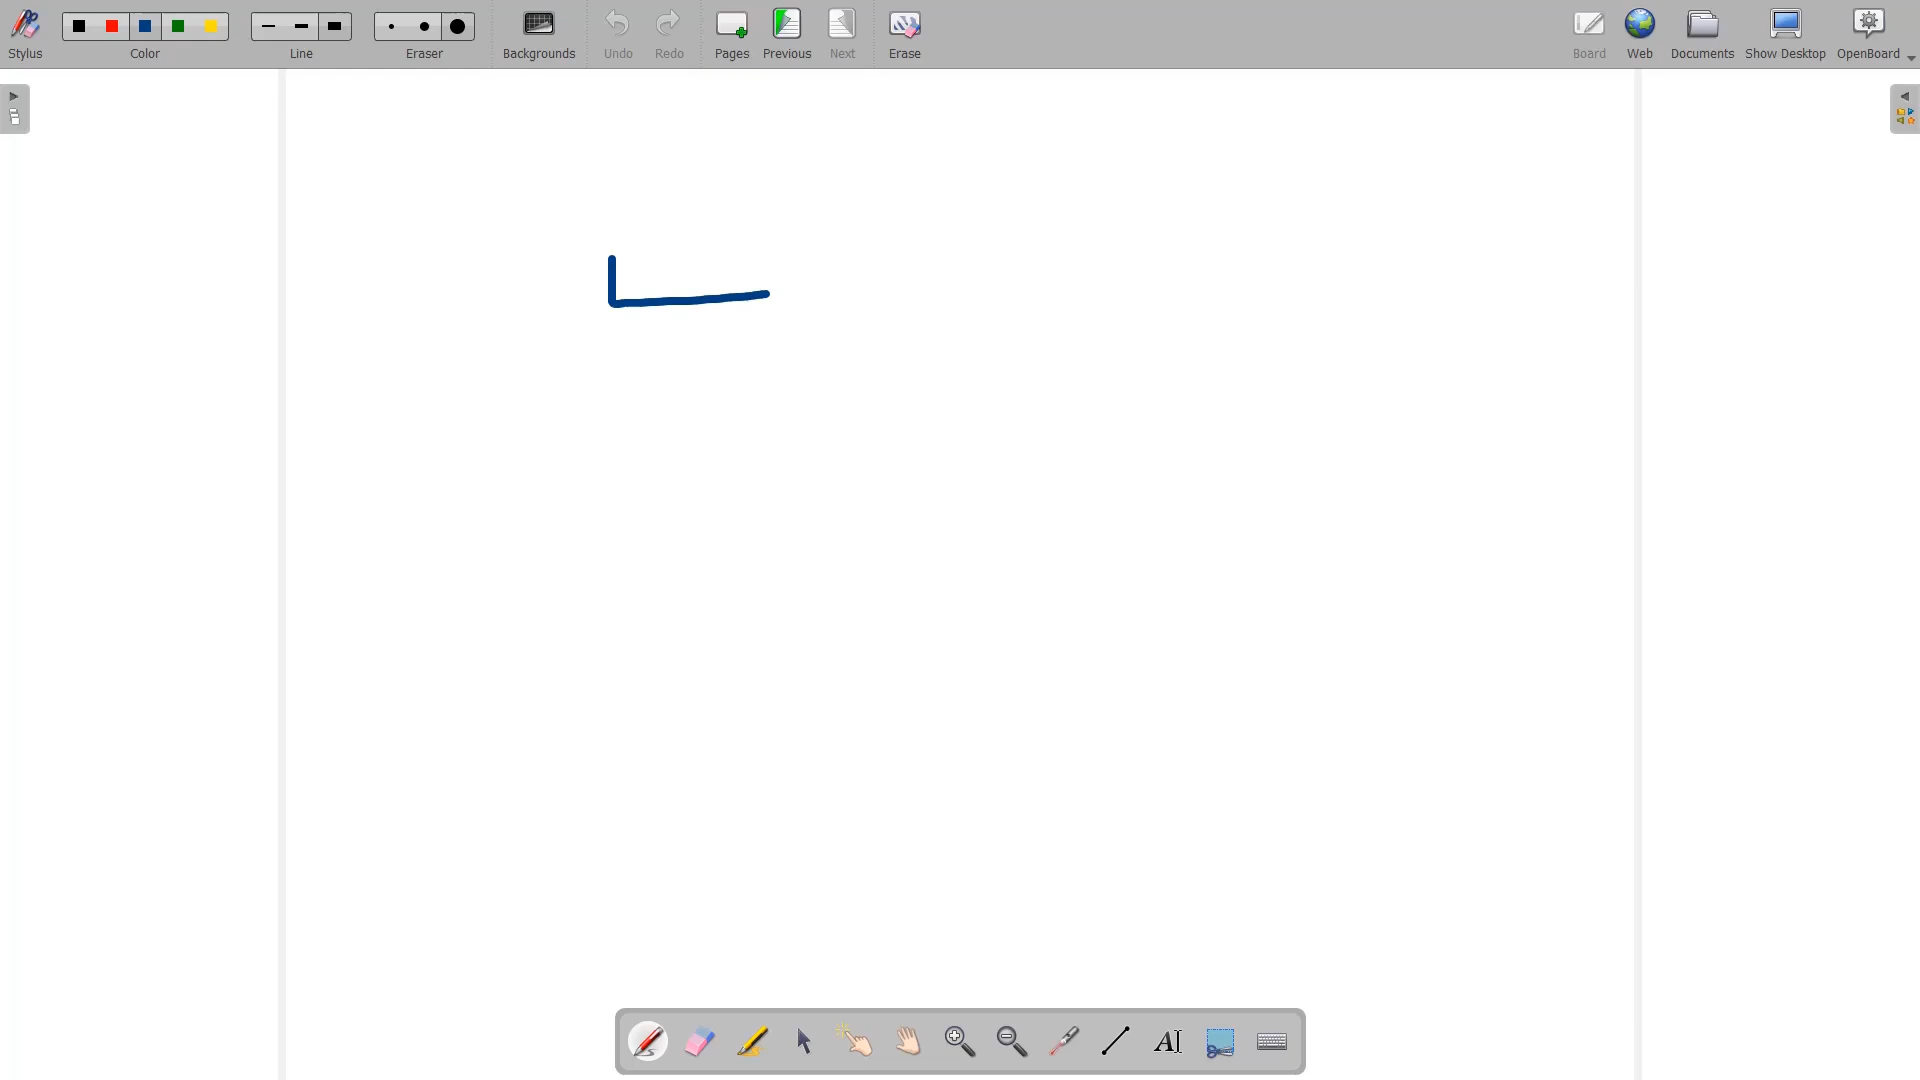 Stylus
Color
Line
Eraser
Backgrounds
Undo
Redo
Pages
Previous
Next
Erase
Board
Web
Documents
Show Desktop
OpenBoard